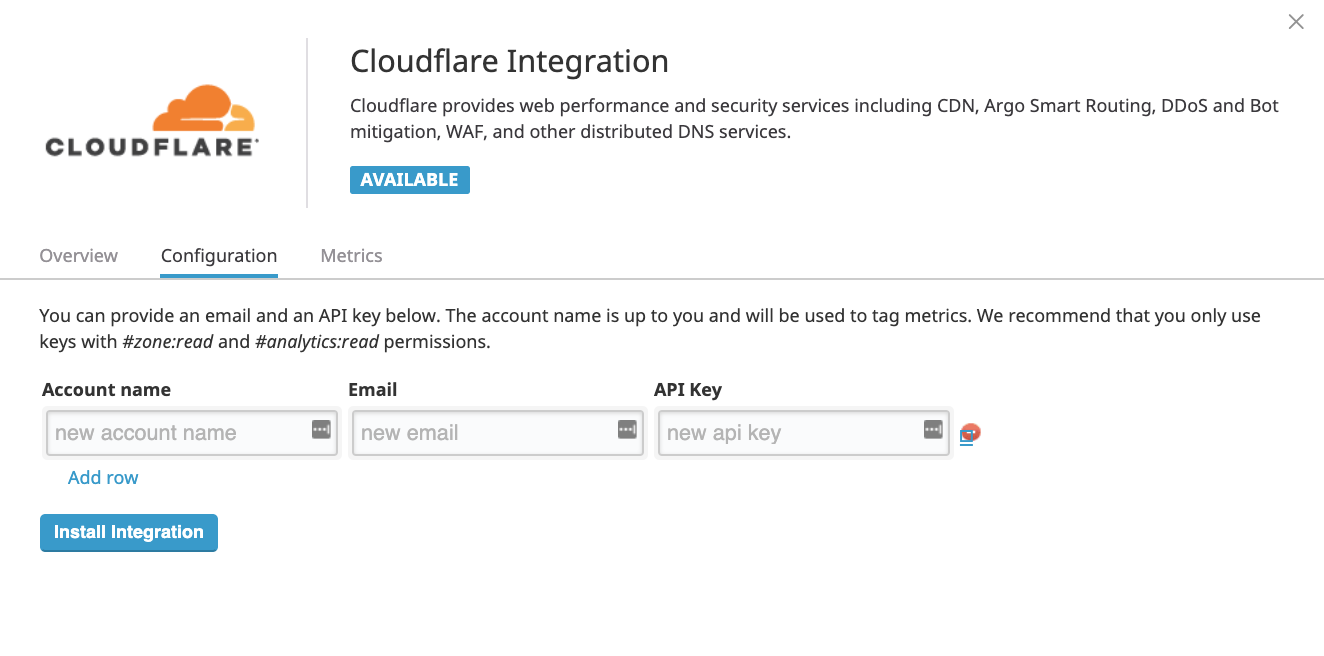 Cloudflare Integration
Cloudflare provides web performance and security services including CDN, Argo Smart Routing, DDoS and Bot
mitigation, WAF, and other distributed DNS services.
CLOUDFLARE
AVAILABLE
Overview Configuration Metrics
You can provide an email and an API key below. The account name is up to you and will be used to tag metrics. We recommend that you only use
keys with #zone:read and #analytics:read permissions.
Account name Email API Key
new account name new email new api key
Add row
Install Integration